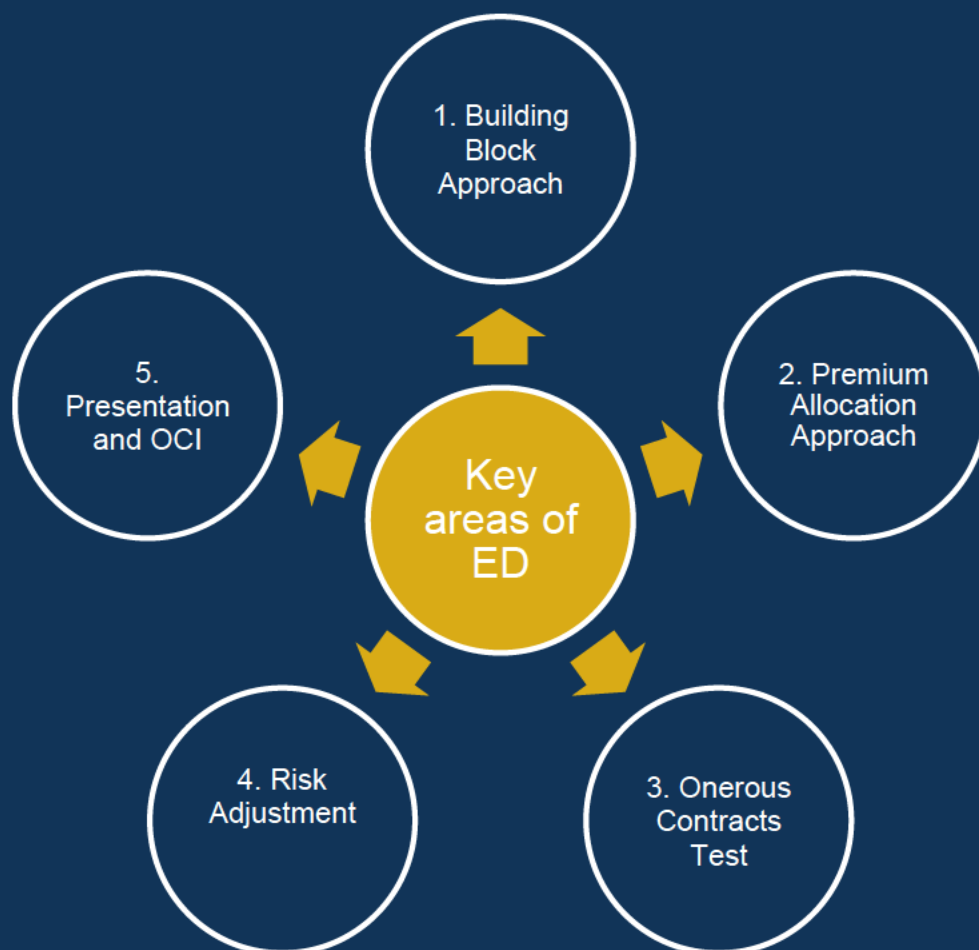 1. Building
Block
Approach
2. Premium
Allocation
Approach
3. Onerous
Contracts
Test
4. Risk
Adjustment
5.
Presentation
and OCI
Key
areas of
ED